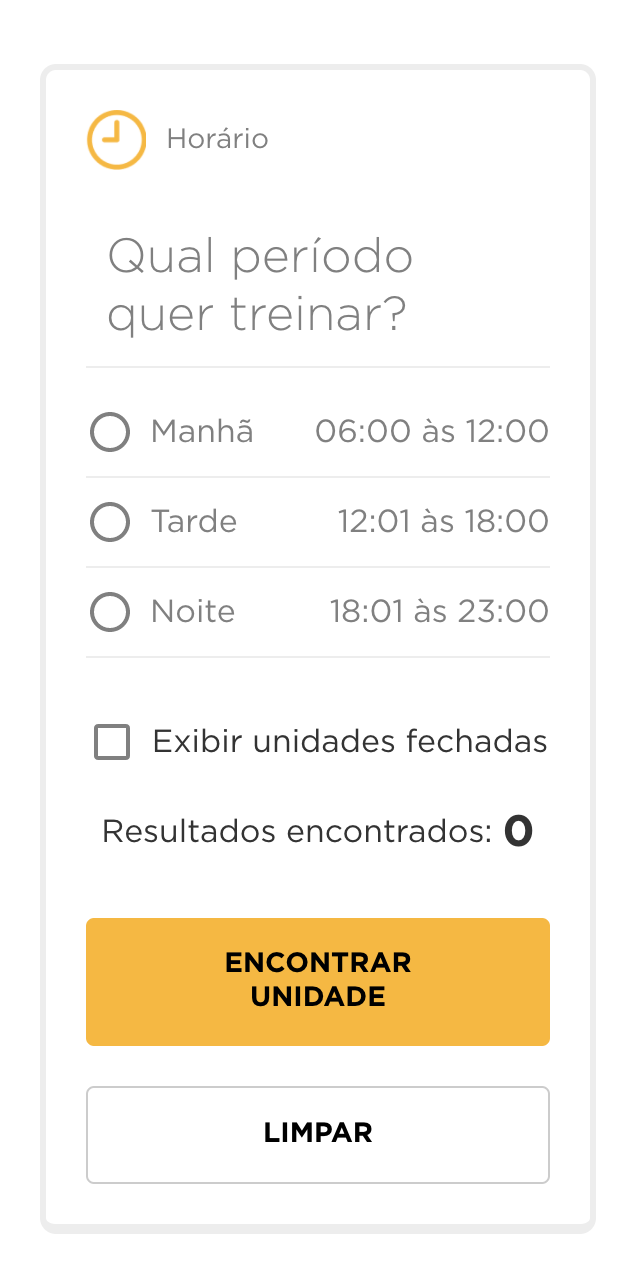 Horário
Qual período
quer treinar?
Manhã 06:00 às 12:00
Tarde 12:01 às 18:00
Noite 18:01 às 23:00
Exibir unidades fechadas
Resultados encontrados: 0
ENCONTRAR
UNIDADE
LIMPAR